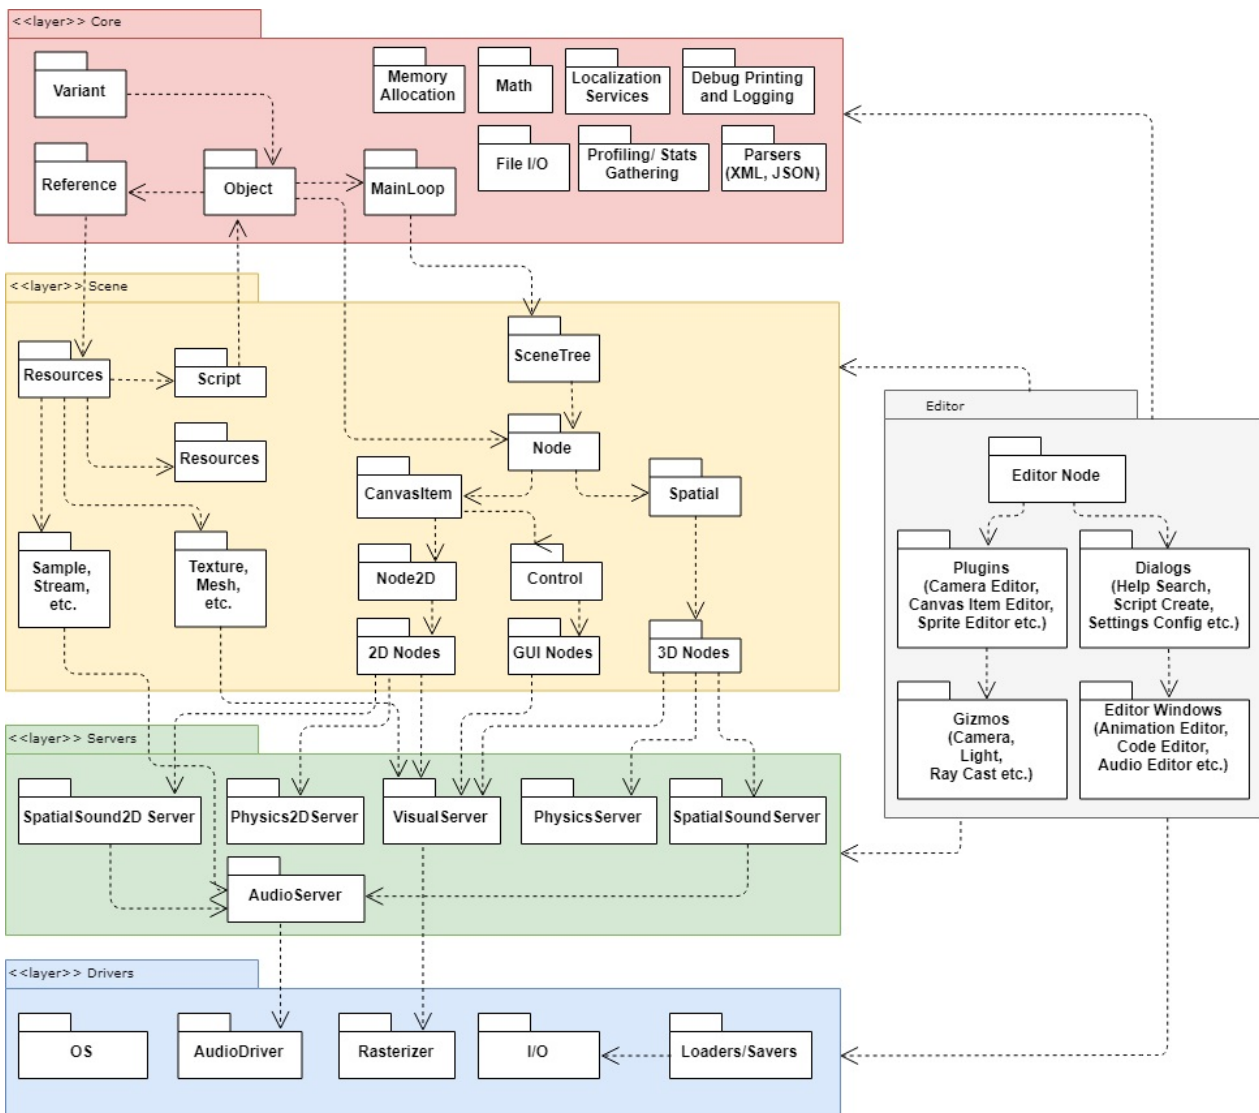 <<layer>> Core
Variant
Memory
Allocation
Math
Localization
Services
Debug Printing
and Logging
Reference
Object
MainLoop
File I/O
Profiling/ Stats
Gathering
Parsers
(XML, JSON)
<<layer>> Scene
Resources
Script
SceneTree
Resources
Node
CanvasItem
Spatial
Sample,
Stream,
etc.
Texture,
Mesh,
etc.
Node2D
Control
2D Nodes
GUI Nodes
3D Nodes
Editor
Editor Node
Plugins
(Camera Editor,
Canvas Item Editor,
Sprite Editor etc.)
Dialogs
(Help Search,
Script Create,
Settings Config etc.)
Gizmos
(Camera,
Light,
Ray Cast etc.)
Editor Windows
(Animation Editor,
Code Editor,
Audio Editor etc.)
<<layer>> Servers
SpatialSound2D Server
Physics2DServer
VisualServer
PhysicsServer
SpatialSoundServer
AudioServer
<<layer>> Drivers
OS
AudioDriver
Rasterizer
I/O
Loaders/Savers